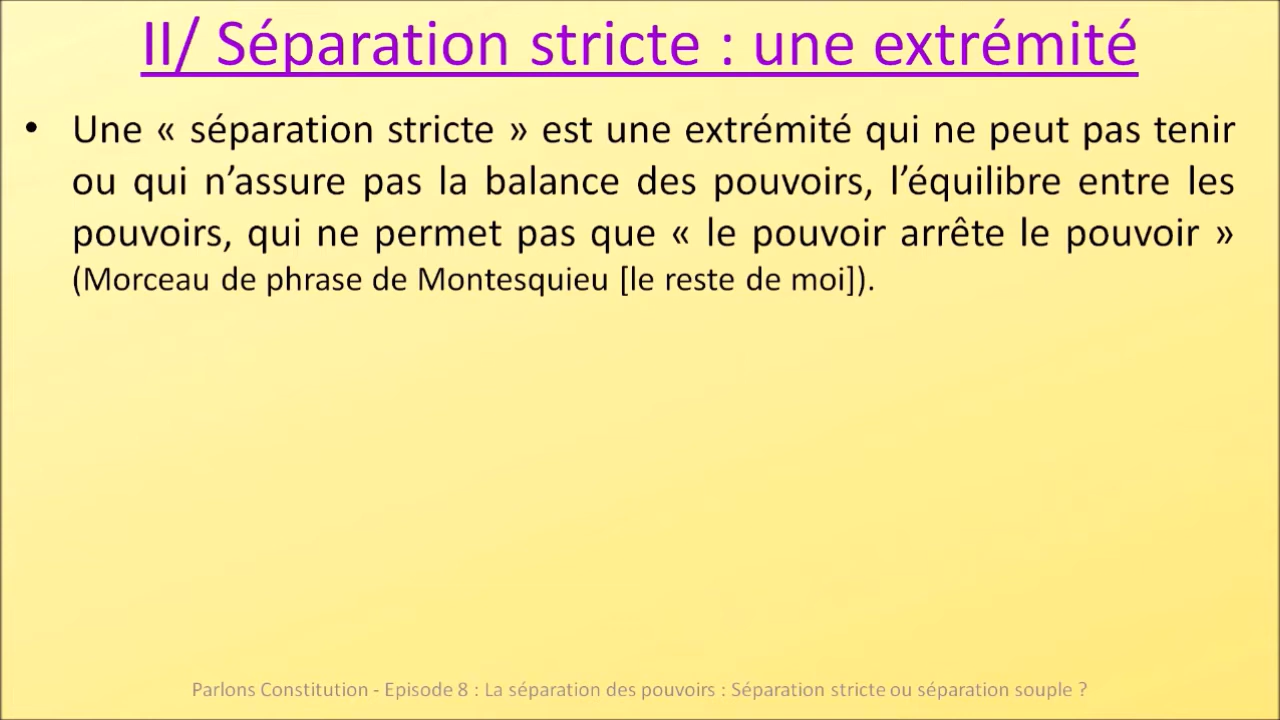 II/ Séparation stricte : une extrémité
• Une « séparation stricte » est une extrémité qui ne peut pas tenir
ou qui n’assure pas la balance des pouvoirs, l’équilibre entre les
pouvoirs, qui ne permet pas que « le pouvoir arrête le pouvoir »
(Morceau de phrase de Montesquieu [le reste de moi]).
Parlons Constitution - Episode 8 : La séparation des pouvoirs : Séparation stricte ou séparation souple ?